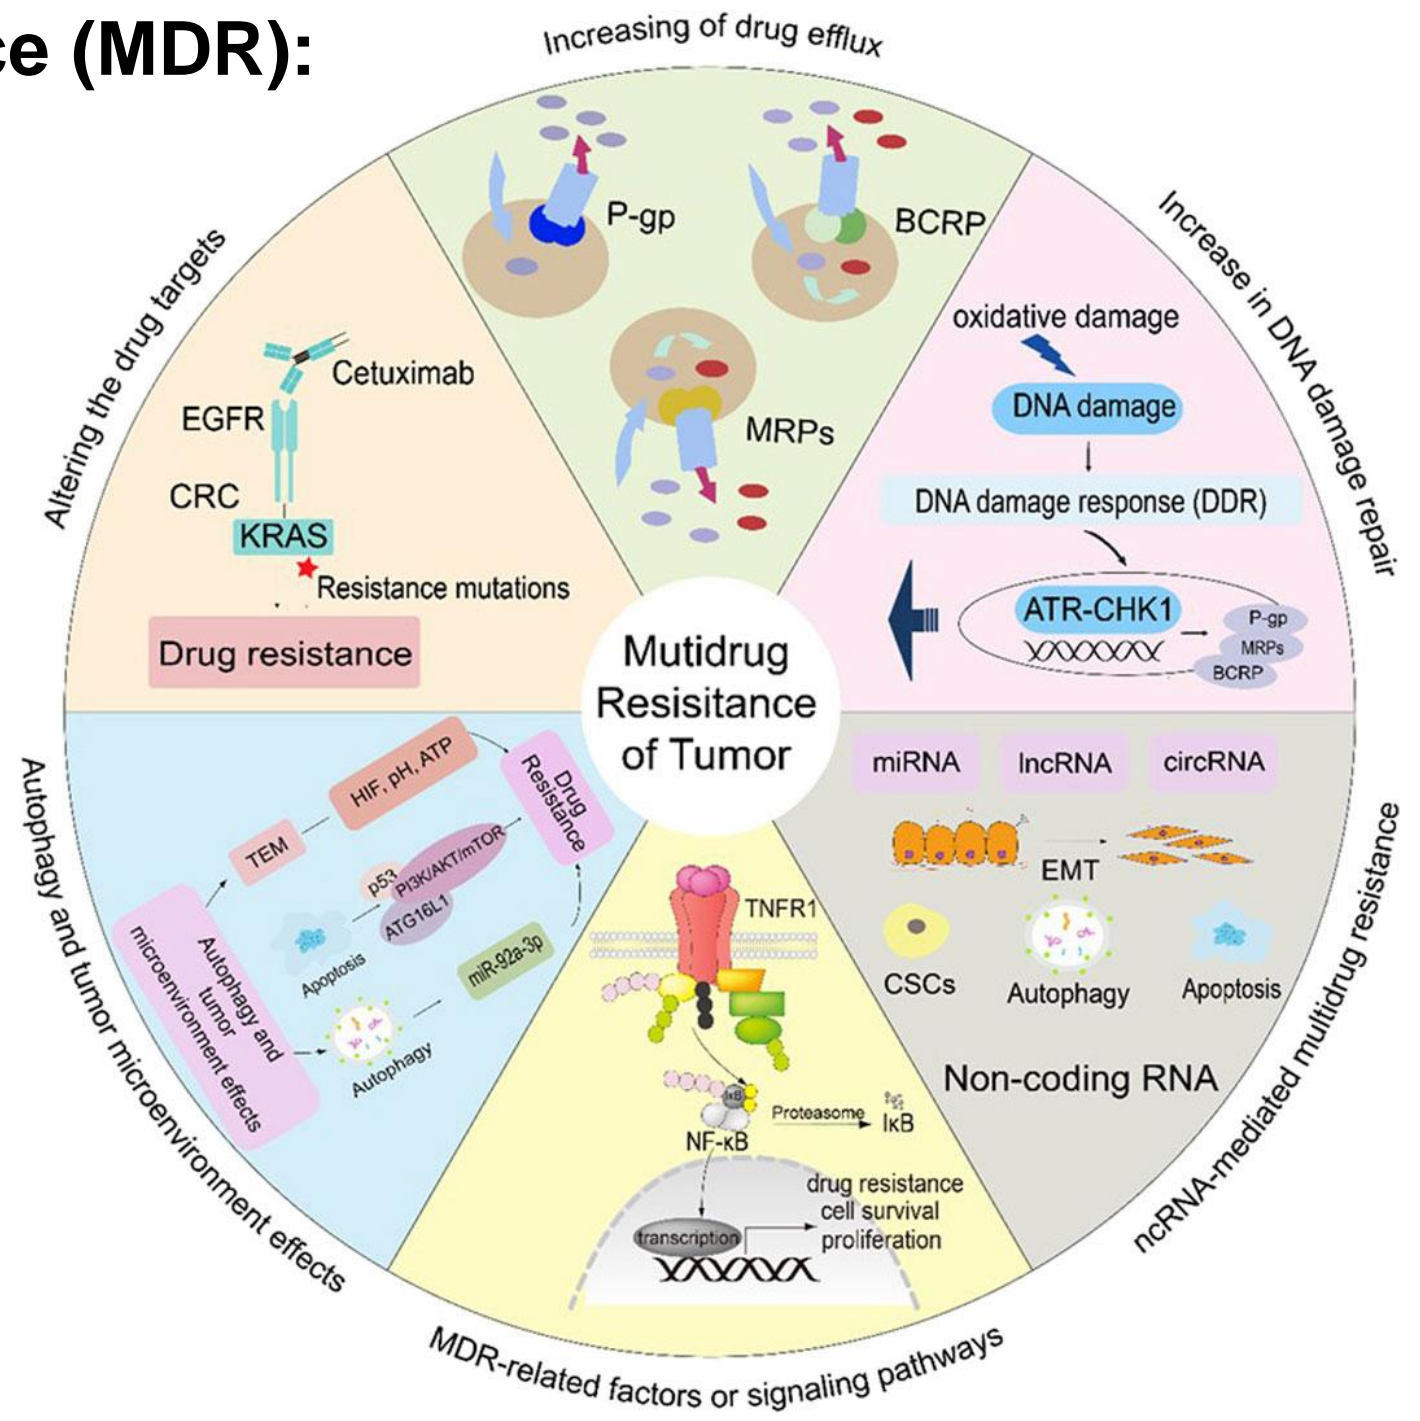 ce (MDR):
Increasing of drug efflux
P-gp
BCRP
MRPs
Increase in DNA damage repair
oxidative damage
DNA damage
DNA damage response (DDR)
ATR-CHK1
P-gp
MRPs
BCRP
Altering the drug targets
Cetuximab
EGFR
CRC
KRAS
Resistance mutations
Drug resistance
Mutidrug
Resisitance
of Tumor
miRNA
lncRNA
circRNA
EMT
CSCs
Autophagy
Apoptosis
Non-coding RNA
ncRNA-mediated multidrug resistance
Autophagy and tumor microenvironment effects
HIF, pH, ATP
Drug
Resistance
TEM
p53
PI3K/AKT/mTOR
ATG16L1
Apoptosis
miR-92a-3p
Autophagy and
tumor
microenvironment effects
Autophagy
TNFR1
IκB
Proteasome
IκB
NF-κB
drug resistance
cell survival
proliferation
transcription
MDR-related factors or signaling pathways